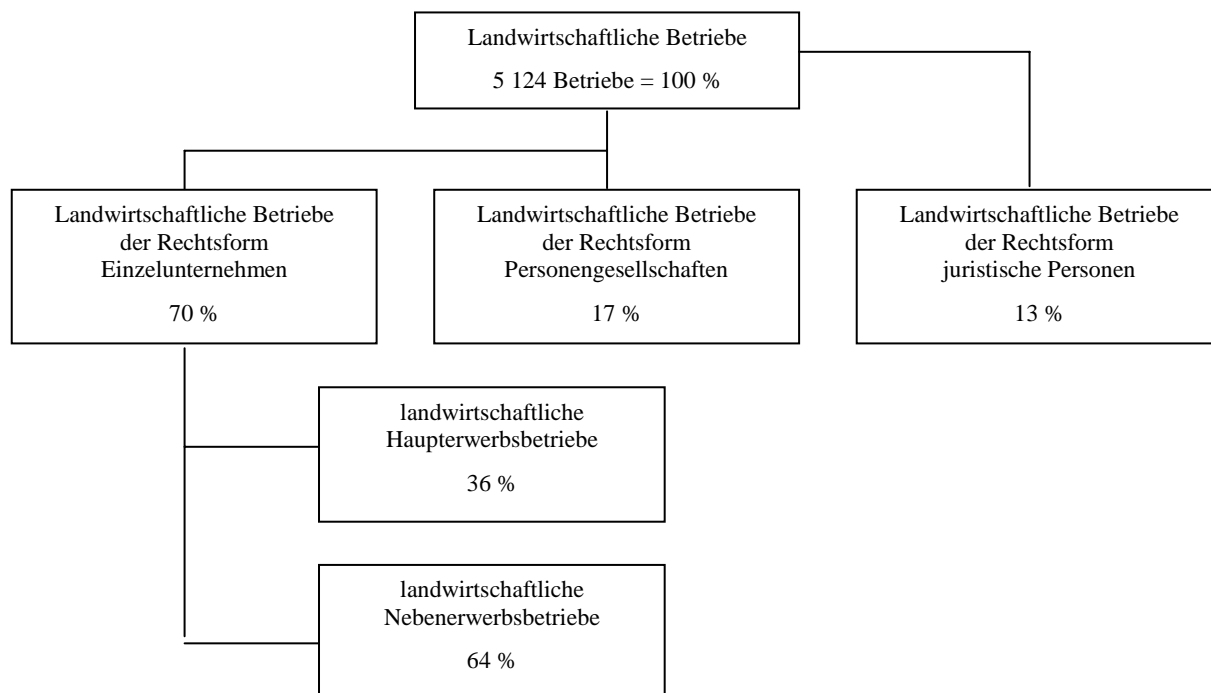 Landwirtschaftliche Betriebe
5 124 Betriebe = 100 %
Landwirtschaftliche Betriebe
der Rechtsform
Einzelunternehmen
70 %
Landwirtschaftliche Betriebe
der Rechtsform
Personengesellschaften
17 %
Landwirtschaftliche Betriebe
der Rechtsform
juristische Personen
13 %
landwirtschaftliche
Haupterwerbsbetriebe
36 %
landwirtschaftliche
Nebenerwerbsbetriebe
64 %